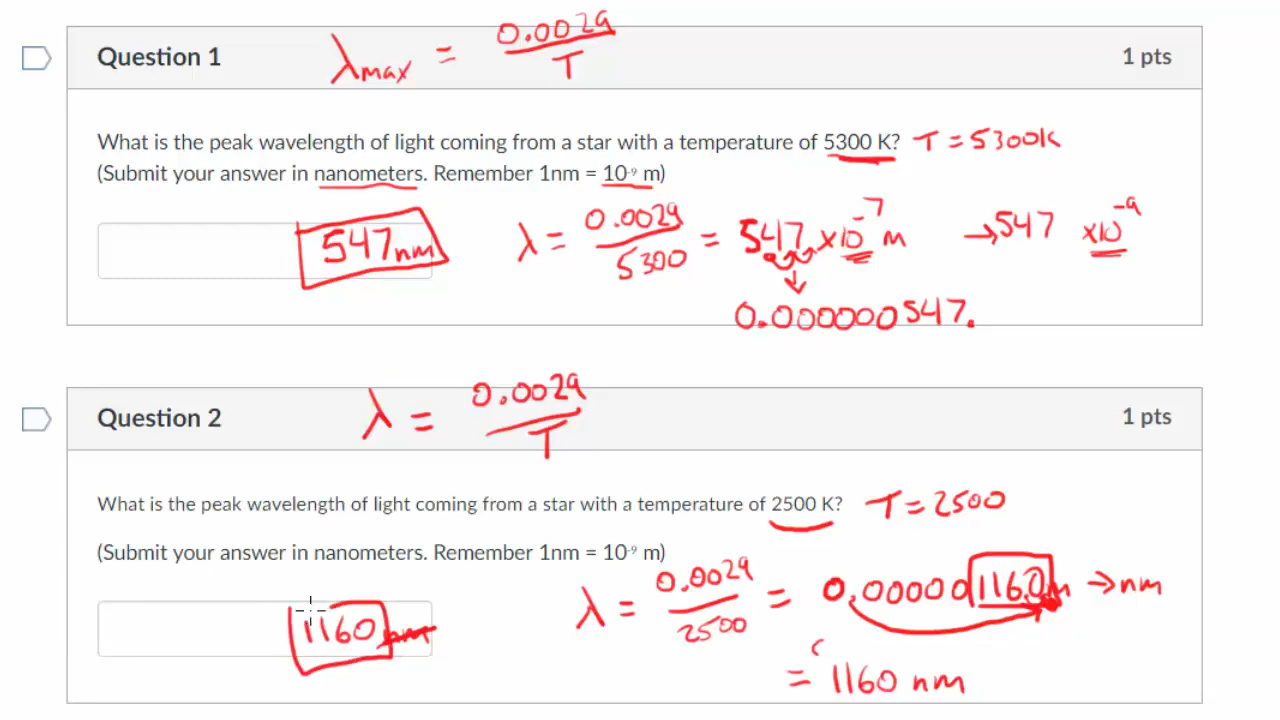 Question 1 λmax = 0.0029/T 1 pts
What is the peak wavelength of light coming from a star with a temperature of 5300 K? T = 5300K
(Submit your answer in nanometers. Remember 1nm = 10⁻⁹ m)
547nm λ = 0.0029/5300 = 547 x10⁻⁷ m → 547 x10⁻⁹
0.000000547.
Question 2 λ = 0.0029/T 1 pts
What is the peak wavelength of light coming from a star with a temperature of 2500 K? T = 2500
(Submit your answer in nanometers. Remember 1nm = 10⁻⁹ m)
1160 nm λ = 0.0029/2500 = 0.000001160m → nm
= 1160 nm